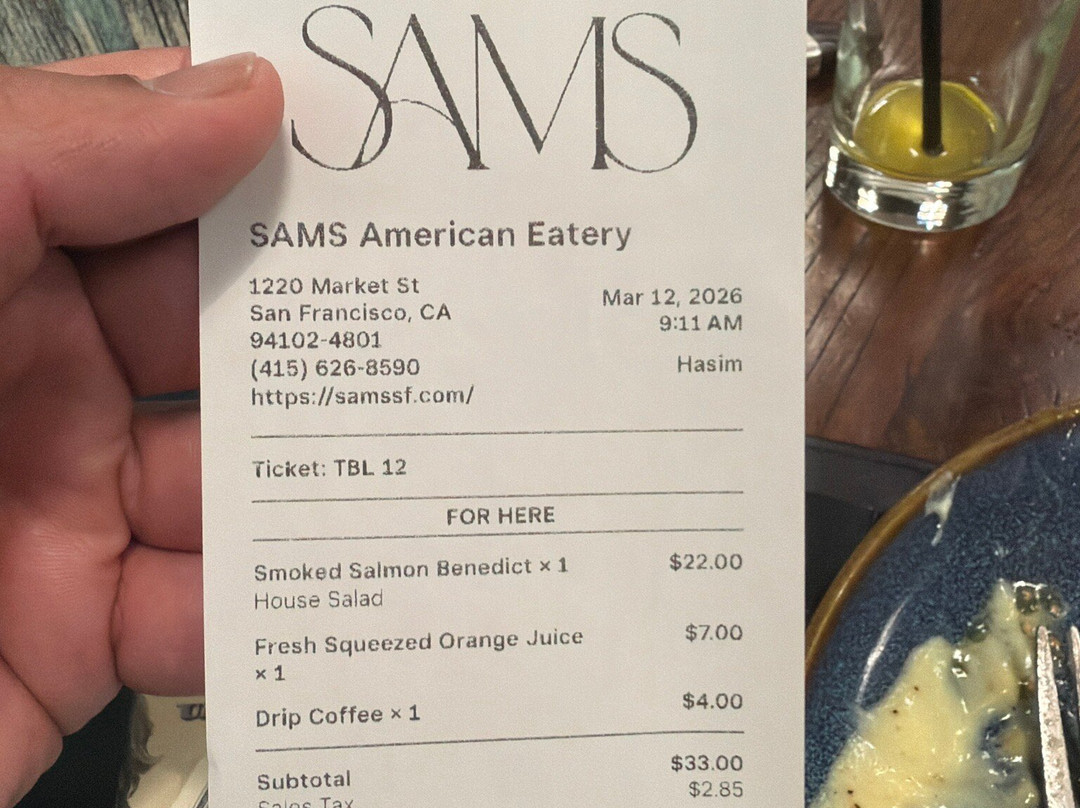 SAMS
SAMS American Eatery
1220 Market St
San Francisco, CA
94102-4801
(415) 626-8590
https://samssf.com/
Mar 12, 2026
9:11 AM
Hasim
Ticket: TBL 12
FOR HERE
Smoked Salmon Benedict × 1 $22.00
House Salad
Fresh Squeezed Orange Juice $7.00
× 1
Drip Coffee × 1 $4.00
Subtotal $33.00
Sales Tax $2.85